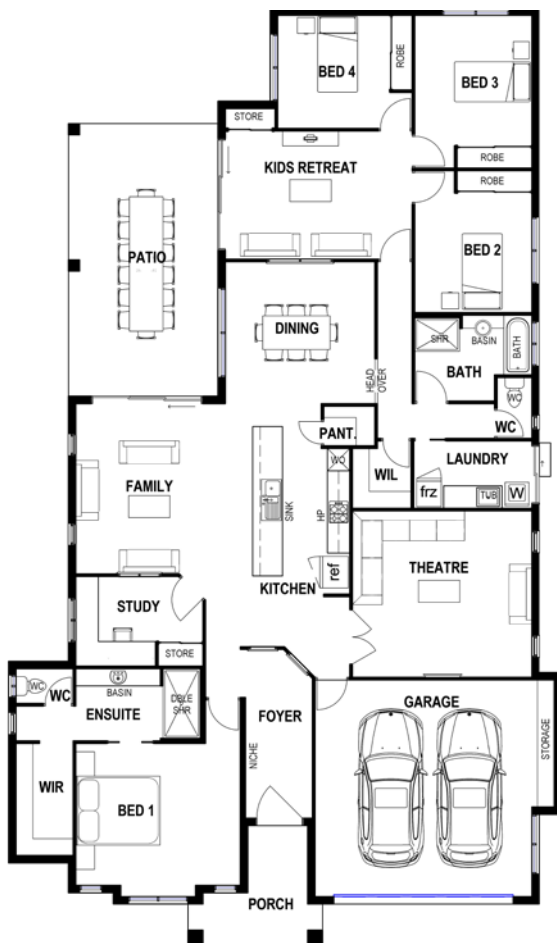 BED 4
ROBE
BED 3
STORE
KIDS RETREAT
ROBE
ROBE
PATIO
BED 2
DINING
SHR
BASIN
BATH
BATH
HEAD
OVER
WC
WC
PANT.
WO
WIL
LAUNDRY
FAMILY
frz
TUB
W
SINK
HP
ref
KITCHEN
THEATRE
STUDY
STORE
WC
WC
BASIN
DBLE
SHR
ENSUITE
FOYER
GARAGE
STORAGE
NICHE
WIR
BED 1
PORCH